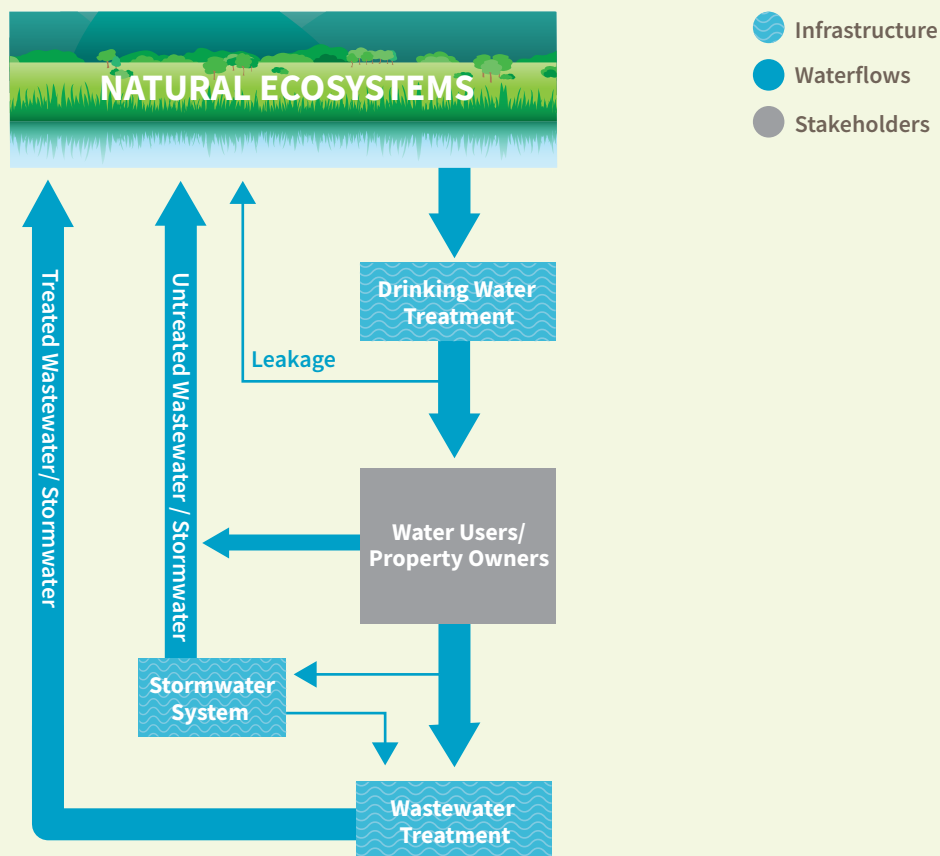 NATURAL ECOSYSTEMS
Infrastructure
Waterflows
Stakeholders
Drinking Water
Treatment
Leakage
Treated Wastewater/ Stormwater
Untreated Wastewater / Stormwater
Water Users/
Property Owners
Stormwater
System
Wastewater
Treatment